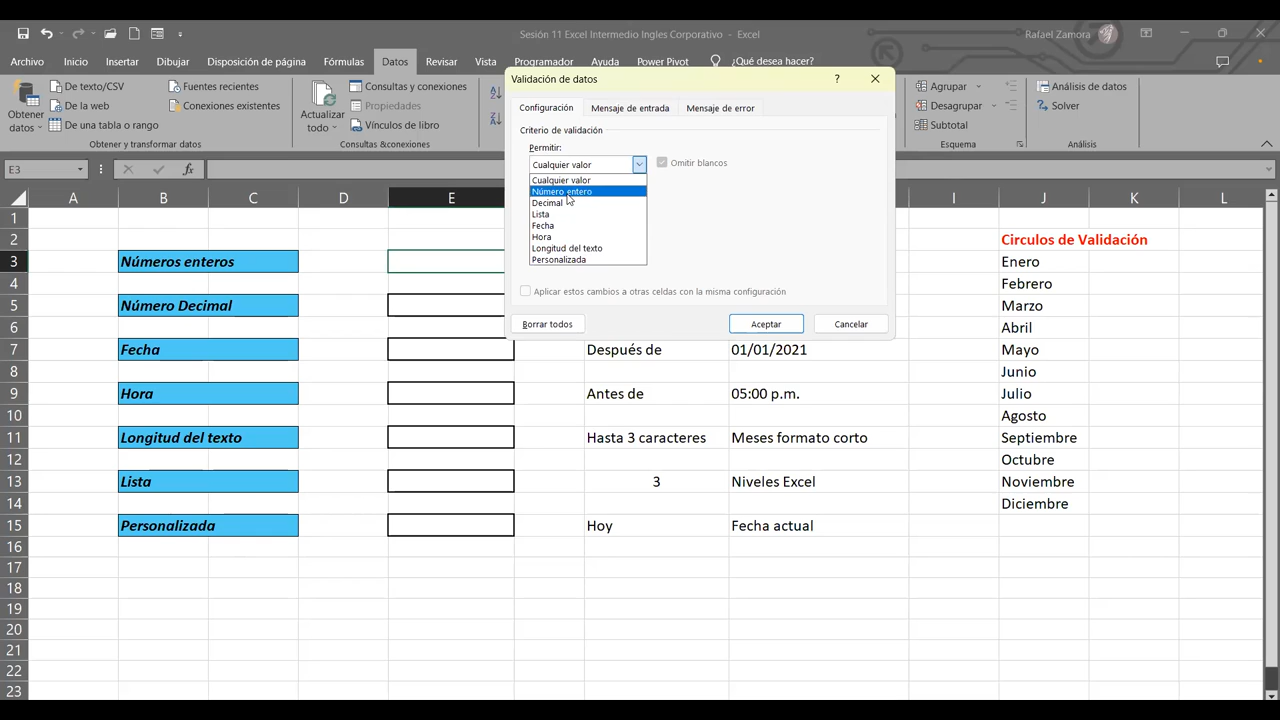 Sesión 11 Excel Intermedio Ingles Corporativo - Excel
Rafael Zamora
Archivo Inicio Insertar Dibujar Disposición de página Fórmulas Datos Revisar Vista Programador Ayuda Power Pivot ¿Qué desea hacer?
Obtener datos
De texto/CSV
De la web
De una tabla o rango
Fuentes recientes
Conexiones existentes
Obtener y transformar datos
Actualizar todo
Consultas y conexiones
Propiedades
Vínculos de libro
Consultas &conexiones
Agrupar
Desagrupar
Subtotal
Esquema
Análisis de datos
Solver
Análisis
Validación de datos
?
Configuración Mensaje de entrada Mensaje de error
Criterio de validación
Permitir:
Cualquier valor
Omitir blancos
Cualquier valor
Número entero
Decimal
Lista
Fecha
Hora
Longitud del texto
Personalizada
Aplicar estos cambios a otras celdas con la misma configuración
Borrar todos Aceptar Cancelar
E3
fx
A B C D E I J K L
1
2 Circulos de Validación
3 Números enteros Enero
4 Febrero
5 Número Decimal Marzo
6 Abril
7 Fecha Después de 01/01/2021 Mayo
8 Junio
9 Hora Antes de 05:00 p.m. Julio
10 Agosto
11 Longitud del texto Hasta 3 caracteres Meses formato corto Septiembre
12 Octubre
13 Lista 3 Niveles Excel Noviembre
14 Diciembre
15 Personalizada Hoy Fecha actual
16
17
18
19
20
21
22
23